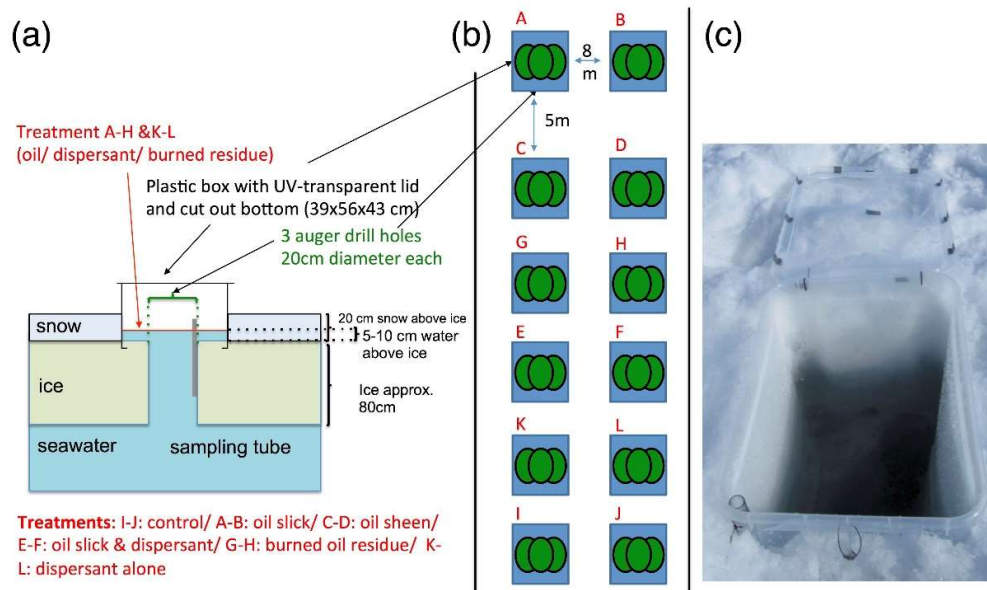 (a)
Treatment A-H &K-L
(oil/ dispersant/ burned residue)
Plastic box with UV-transparent lid
and cut out bottom (39x56x43 cm)
3 auger drill holes
20cm diameter each
snow
20 cm snow above ice
5-10 cm water
above ice
ice
Ice approx.
80cm
seawater
sampling tube
Treatments: I-J: control/ A-B: oil slick/ C-D: oil sheen/
E-F: oil slick & dispersant/ G-H: burned oil residue/ K-
L: dispersant alone
(b)
A
B
8
m
5m
C
D
G
H
E
F
K
L
I
J
(c)